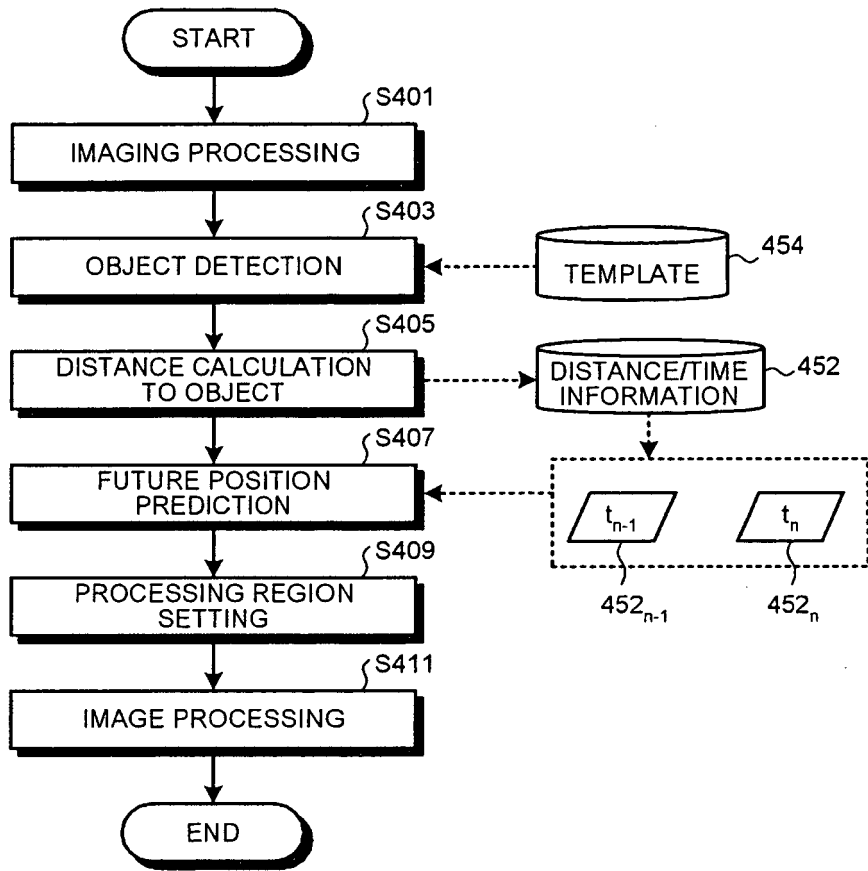 START
S401
IMAGING PROCESSING
S403
OBJECT DETECTION
TEMPLATE
454
S405
DISTANCE CALCULATION
TO OBJECT
DISTANCE/TIME
INFORMATION
452
S407
FUTURE POSITION
PREDICTION
tn-1
tn
452n-1
452n
S409
PROCESSING REGION
SETTING
S411
IMAGE PROCESSING
END